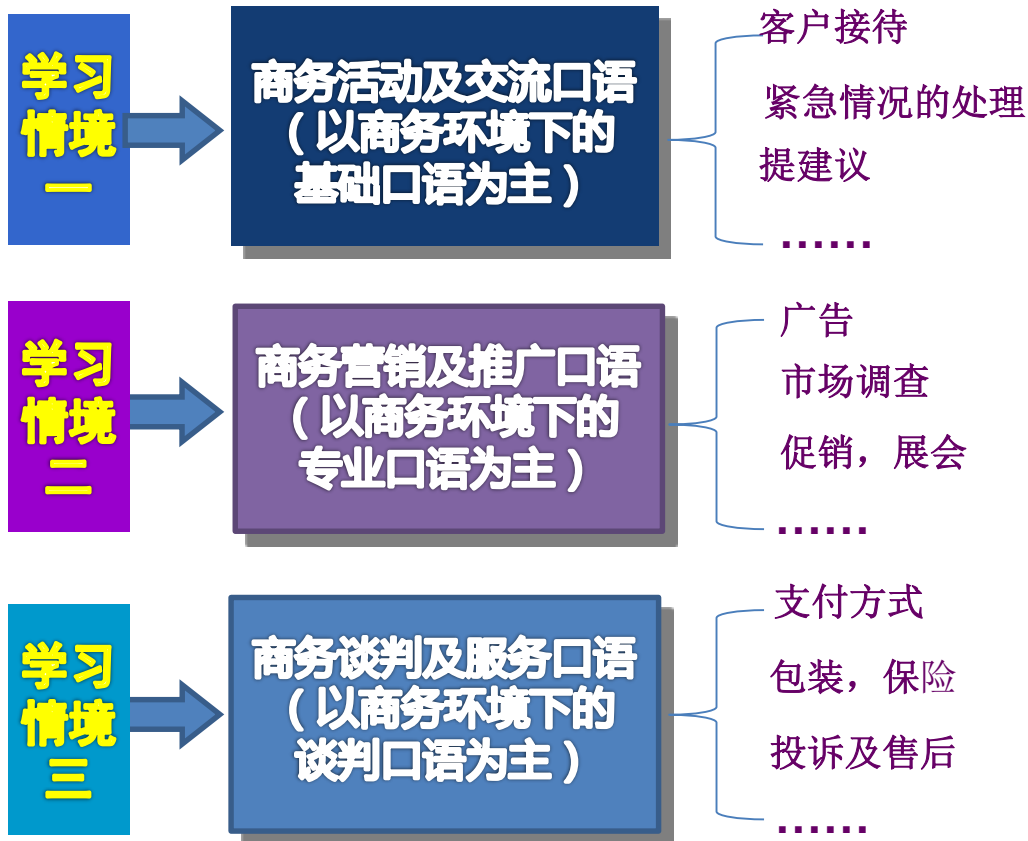 学习
情境
一
商务活动及交流口语
（以商务环境下的
基础口语为主）
客户接待
紧急情况的处理
提建议
……
学习
情境
二
商务营销及推广口语
（以商务环境下的
专业口语为主）
广告
市场调查
促销，展会
……
学习
情境
三
商务谈判及服务口语
（以商务环境下的
谈判口语为主）
支付方式
包装，保险
投诉及售后
……